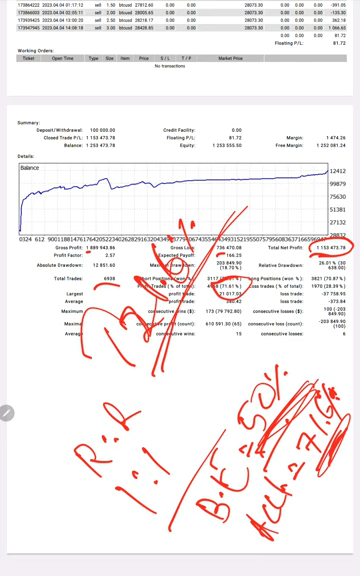 173864222 2023.04.04 01:17:12 sell 1.50 btcusd 27812.60 0.00 0.00 28073.30 0.00 0.00 -391.05
173866003 2023.04.04 02:05:11 sell 2.00 btcusd 28005.65 0.00 0.00 28073.30 0.00 0.00 -135.30
173939425 2023.04.04 13:00:20 sell 2.50 btcusd 28218.17 0.00 0.00 28073.30 0.00 0.00 362.18
173947945 2023.04.04 14:08:18 sell 3.00 btcusd 28428.85 0.00 0.00 28073.30 0.00 0.00 1 066.65
0.00 0.00 81.72
Floating P/L: 81.72
Working Orders:
Ticket Open Time Type Size Item Price S / L T / P Market Price
No transactions
Summary:
Deposit/Withdrawal: 100 000.00 Credit Facility: 0.00
Closed Trade P/L: 1 153 473.78 Floating P/L: 81.72 Margin: 1 474.26
Balance: 1 253 473.78 Equity: 1 253 555.50 Free Margin: 1 252 081.24
Details:
Balance
Gross Profit: 1 889 943.86 Gross Loss: 736 470.08 Total Net Profit: 1 153 473.78
Profit Factor: 2.57 Expected Payoff: 166.25
Absolute Drawdown: 12 851.60 Maximal Drawdown: 203 849.90 (18.70 %) Relative Drawdown: 26.01 % (30 638.00)
Total Trades: 6938 Short Positions (won %): 3117 Long Positions (won %): 3821 (70.87 %)
Profit Trades (% of total): (71.61 %) Loss trades (% of total): 1970 (28.39 %)
Largest profit trade: 21 017.03 loss trade: -37 758.95
Average profit trade: 380.42 loss trade: -373.84
Maximum consecutive wins ($): 173 (79 792.80) consecutive losses ($): 100 (-203 849.90)
Maximal consecutive profit (count): 610 591.30 (65) consecutive loss (count): -203 849.90 (100)
Average consecutive wins: 15 consecutive losses: 6
R:R
1:1
50%